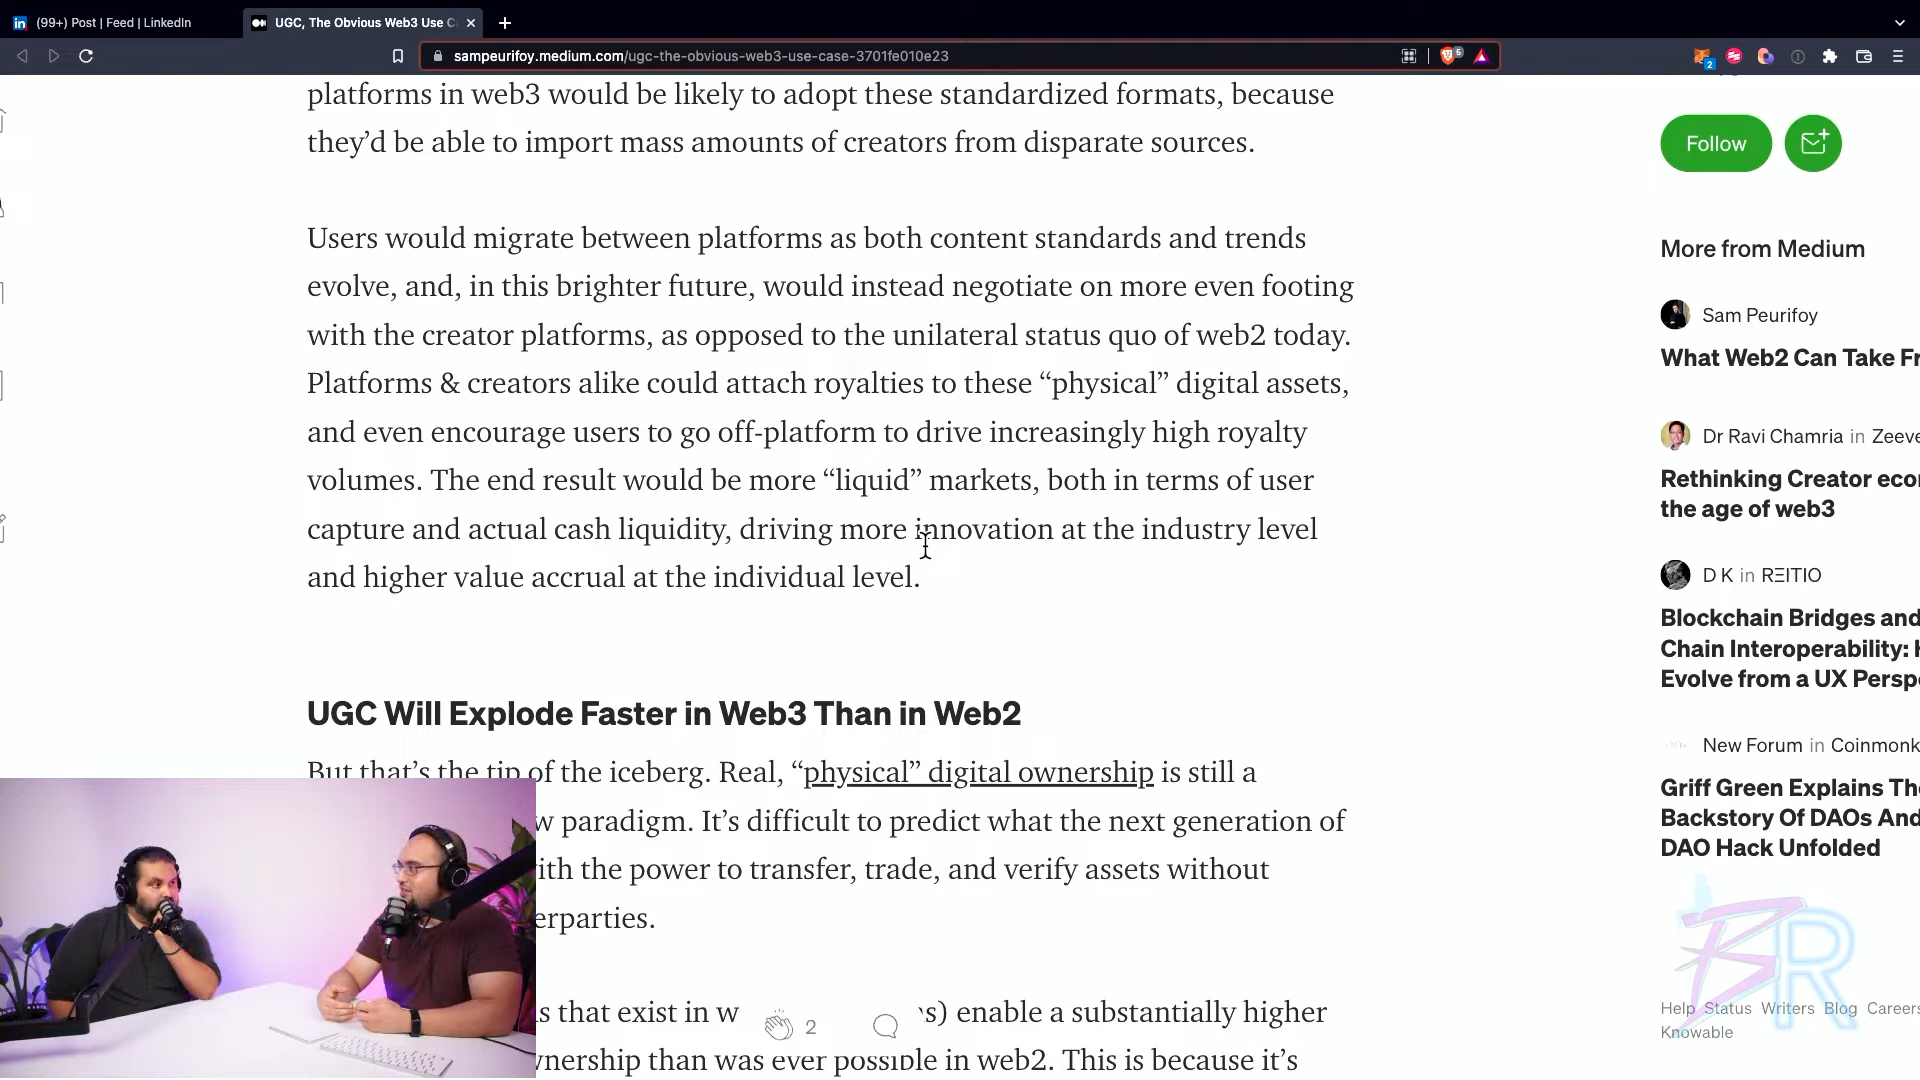 (99+) Post | Feed | LinkedIn
UGC, The Obvious Web3 Use C
sampeurifoy.medium.com/ugc-the-obvious-web3-use-case-3701fe010e23
5
2
platforms in web3 would be likely to adopt these standardized formats, because
they’d be able to import mass amounts of creators from disparate sources.
Users would migrate between platforms as both content standards and trends
evolve, and, in this brighter future, would instead negotiate on more even footing
with the creator platforms, as opposed to the unilateral status quo of web2 today.
Platforms & creators alike could attach royalties to these “physical” digital assets,
and even encourage users to go off-platform to drive increasingly high royalty
volumes. The end result would be more “liquid” markets, both in terms of user
capture and actual cash liquidity, driving more innovation at the industry level
and higher value accrual at the individual level.
UGC Will Explode Faster in Web3 Than in Web2
But that’s the tip of the iceberg. Real, “physical” digital ownership is still a
w paradigm. It’s difficult to predict what the next generation of
ith the power to transfer, trade, and verify assets without
erparties.
s that exist in w
s) enable a substantially higher
2
nership than was ever possible in web2. This is because it’s
Follow
More from Medium
Sam Peurifoy
What Web2 Can Take Fr
Dr Ravi Chamria in Zeeve
Rethinking Creator eco
the age of web3
D K in RΞITIO
Blockchain Bridges and
Chain Interoperability: H
Evolve from a UX Perspe
New Forum in Coinmonk
Griff Green Explains The
Backstory Of DAOs And
DAO Hack Unfolded
BR
Help Status Writers Blog Careers
Knowable